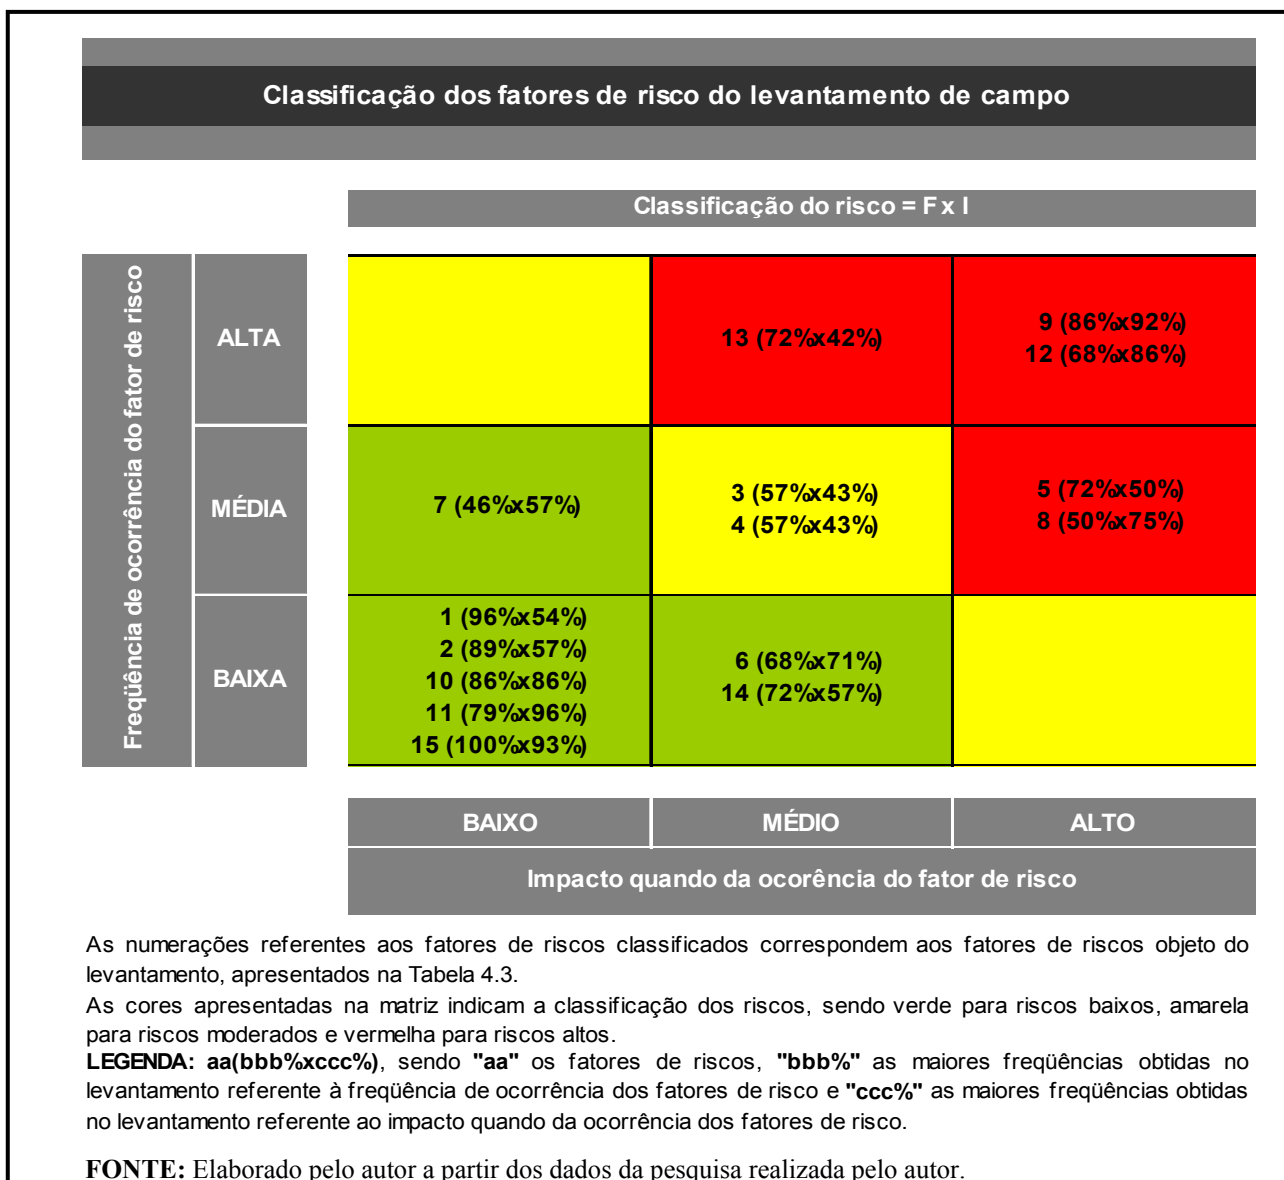 Classificação dos fatores de risco do levantamento de campo
Classificação do risco = F x I
Freqüência de ocorrência do fator de risco
ALTA
13 (72%x42%)
9 (86%x92%)
12 (68%x86%)
MÉDIA
7 (46%x57%)
3 (57%x43%)
4 (57%x43%)
5 (72%x50%)
8 (50%x75%)
BAIXA
1 (96%x54%)
2 (89%x57%)
10 (86%x86%)
11 (79%x96%)
15 (100%x93%)
6 (68%x71%)
14 (72%x57%)
BAIXO
MÉDIO
ALTO
Impacto quando da ocorência do fator de risco
As numerações referentes aos fatores de riscos classificados correspondem aos fatores de riscos objeto do
levantamento, apresentados na Tabela 4.3.
As cores apresentadas na matriz indicam a classificação dos riscos, sendo verde para riscos baixos, amarela
para riscos moderados e vermelha para riscos altos.
LEGENDA: aa(bbb%xccc%), sendo "aa" os fatores de riscos, "bbb%" as maiores freqüências obtidas no
levantamento referente à freqüência de ocorrência dos fatores de risco e "ccc%" as maiores freqüências obtidas
no levantamento referente ao impacto quando da ocorrência dos fatores de risco.
FONTE: Elaborado pelo autor a partir dos dados da pesquisa realizada pelo autor.